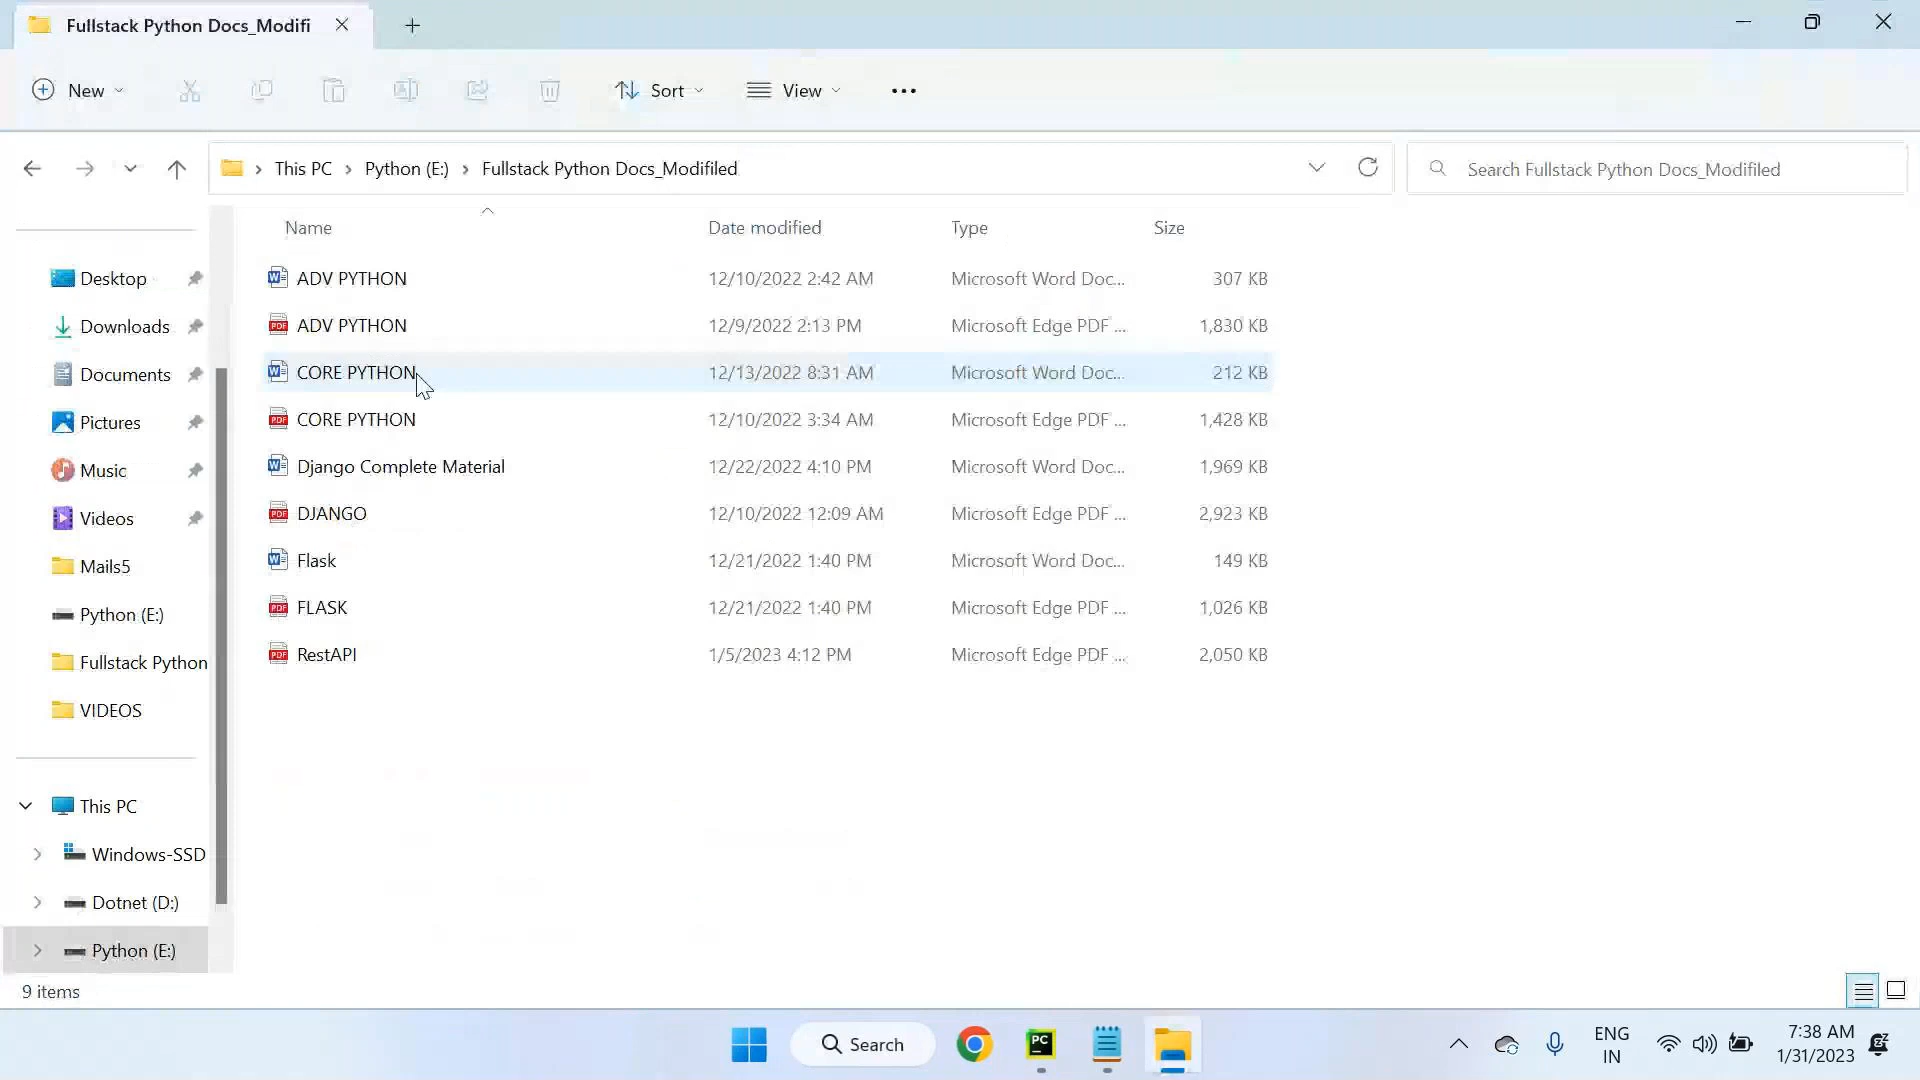 Fullstack Python Docs_Modifi
New
Sort
View
This PC
Python (E:)
Fullstack Python Docs_Modifiled
Search Fullstack Python Docs_Modifiled
Name
Date modified
Type
Size
ADV PYTHON 12/10/2022 2:42 AM Microsoft Word Doc... 307 KB
ADV PYTHON 12/9/2022 2:13 PM Microsoft Edge PDF ... 1,830 KB
CORE PYTHON 12/13/2022 8:31 AM Microsoft Word Doc... 212 KB
CORE PYTHON 12/10/2022 3:34 AM Microsoft Edge PDF ... 1,428 KB
Django Complete Material 12/22/2022 4:10 PM Microsoft Word Doc... 1,969 KB
DJANGO 12/10/2022 12:09 AM Microsoft Edge PDF ... 2,923 KB
Flask 12/21/2022 1:40 PM Microsoft Word Doc... 149 KB
FLASK 12/21/2022 1:40 PM Microsoft Edge PDF ... 1,026 KB
RestAPI 1/5/2023 4:12 PM Microsoft Edge PDF ... 2,050 KB
Desktop
Downloads
Documents
Pictures
Music
Videos
Mails5
Python (E:)
Fullstack Python
VIDEOS
This PC
Windows-SSD
Dotnet (D:)
Python (E:)
9 items
Search
PC
ENG
IN
7:38 AM
1/31/2023